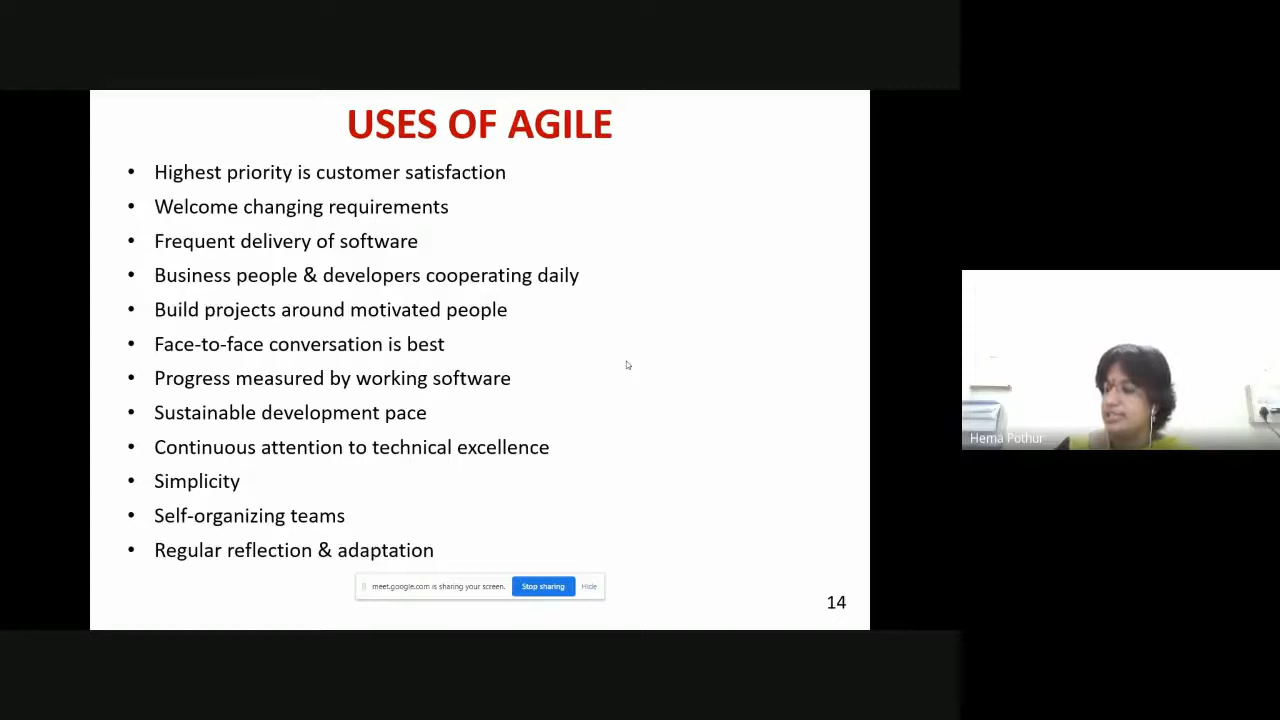 USES OF AGILE
• Highest priority is customer satisfaction
• Welcome changing requirements
• Frequent delivery of software
• Business people & developers cooperating daily
• Build projects around motivated people
• Face-to-face conversation is best
• Progress measured by working software
• Sustainable development pace
• Continuous attention to technical excellence
• Simplicity
• Self-organizing teams
• Regular reflection & adaptation
meet.google.com is sharing your screen. Stop sharing Hide
14
Hema Pothur